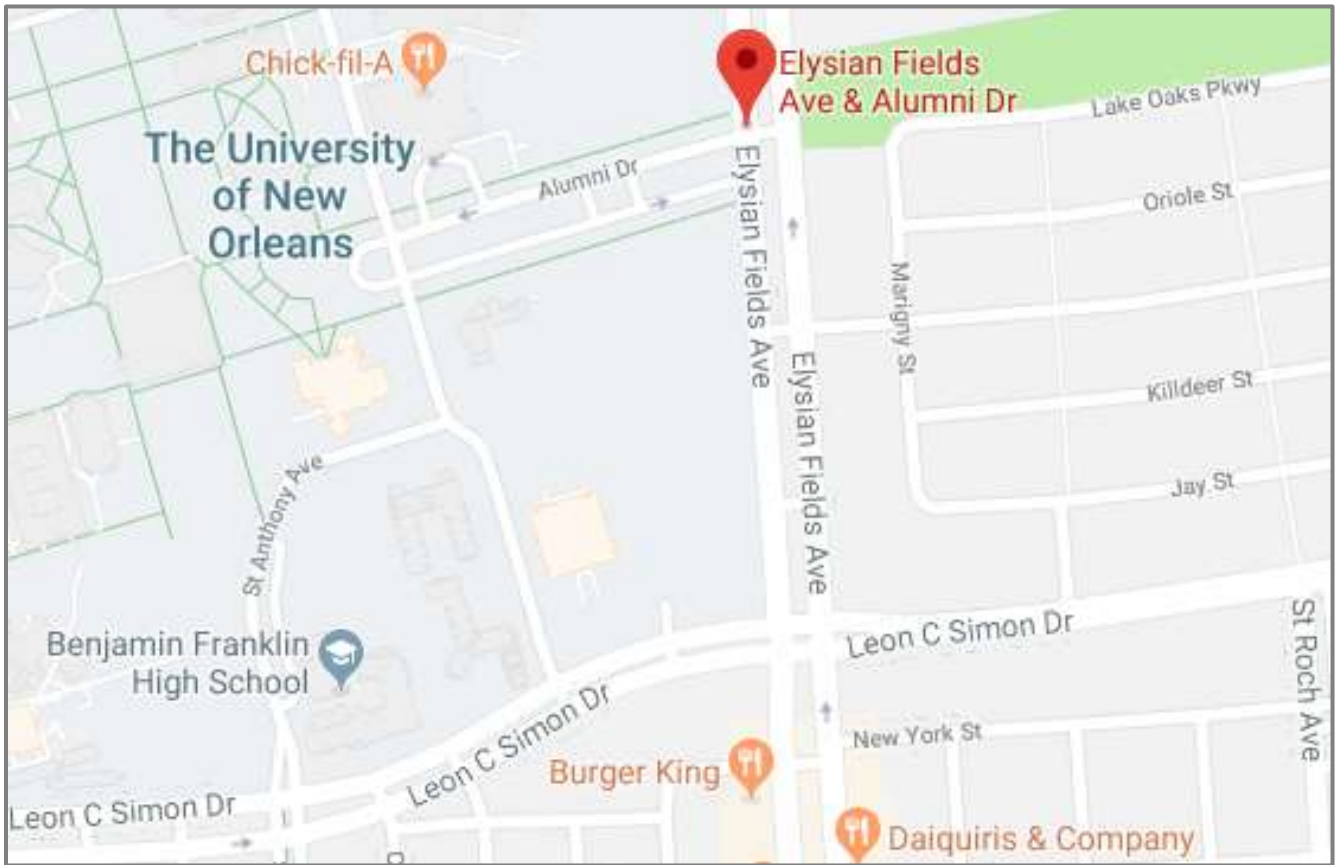 Chick-fil-A
Elysian Fields
Ave & Alumni Dr
Lake Oaks Pkwy
The University
of New
Orleans
Alumni Dr
Elysian Fields Ave
Oriole St
Marigny St
Elysian Fields Ave
Killdeer St
Jay St
St Anthony Ave
Benjamin Franklin
High School
Leon C Simon Dr
St Roch Ave
Leon C Simon Dr
New York St
Burger King
Leon C Simon Dr
Daiquiris & Company